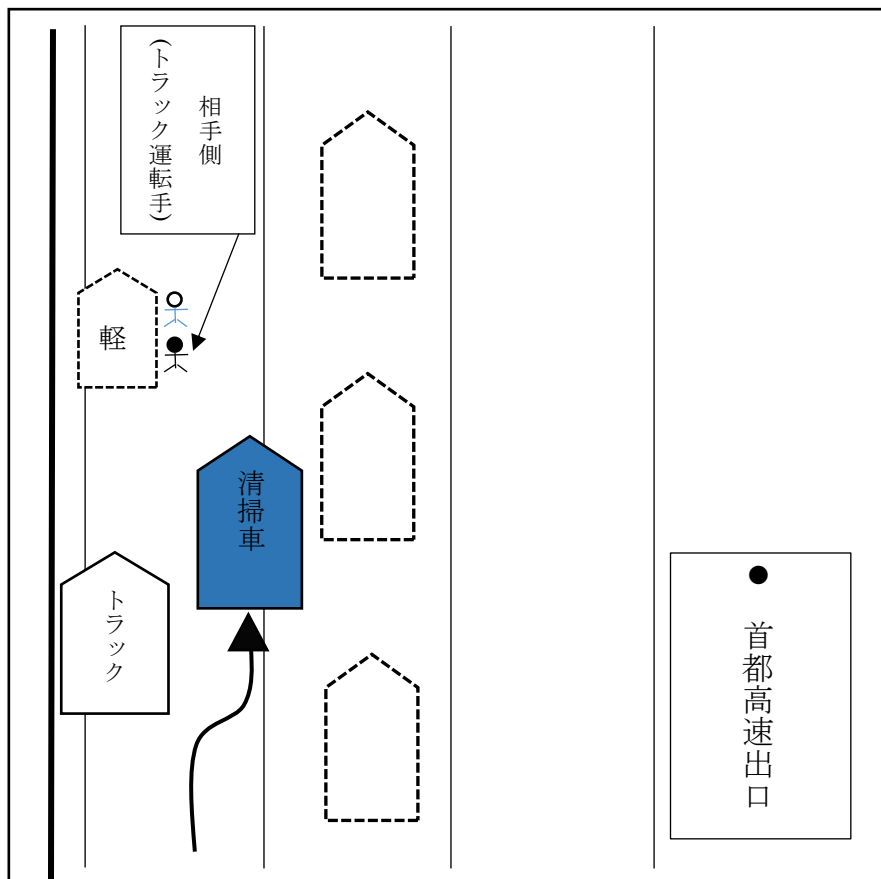 相手側
(トラック運転手)
軽
清掃車
トラック
首都高速出口